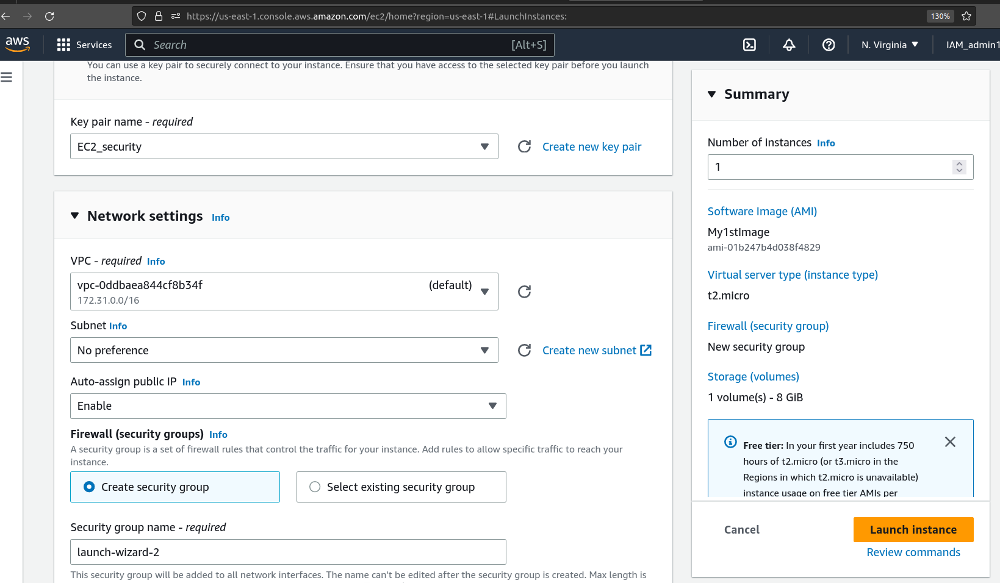 https://us-east-1.console.aws.amazon.com/ec2/home?region=us-east-1#LaunchInstances:
130%
aws
Services
Search
[Alt+S]
N. Virginia
IAM_admin1
You can use a key pair to securely connect to your instance. Ensure that you have access to the selected key pair before you launch
the instance.
Key pair name - required
EC2_security
Create new key pair
Network settings Info
VPC - required Info
vpc-0ddbaea844cf8b34f (default)
172.31.0.0/16
Subnet Info
No preference
Create new subnet
Auto-assign public IP Info
Enable
Firewall (security groups) Info
A security group is a set of firewall rules that control the traffic for your instance. Add rules to allow specific traffic to reach your
instance.
Create security group
Select existing security group
Security group name - required
launch-wizard-2
This security group will be added to all network interfaces. The name can't be edited after the security group is created. Max length is
Summary
Number of instances Info
1
Software Image (AMI)
My1stImage
ami-01b247b4d038f4829
Virtual server type (instance type)
t2.micro
Firewall (security group)
New security group
Storage (volumes)
1 volume(s) - 8 GiB
Free tier: In your first year includes 750
hours of t2.micro (or t3.micro in the
Regions in which t2.micro is unavailable)
instance usage on free tier AMIs per
Cancel
Launch instance
Review commands